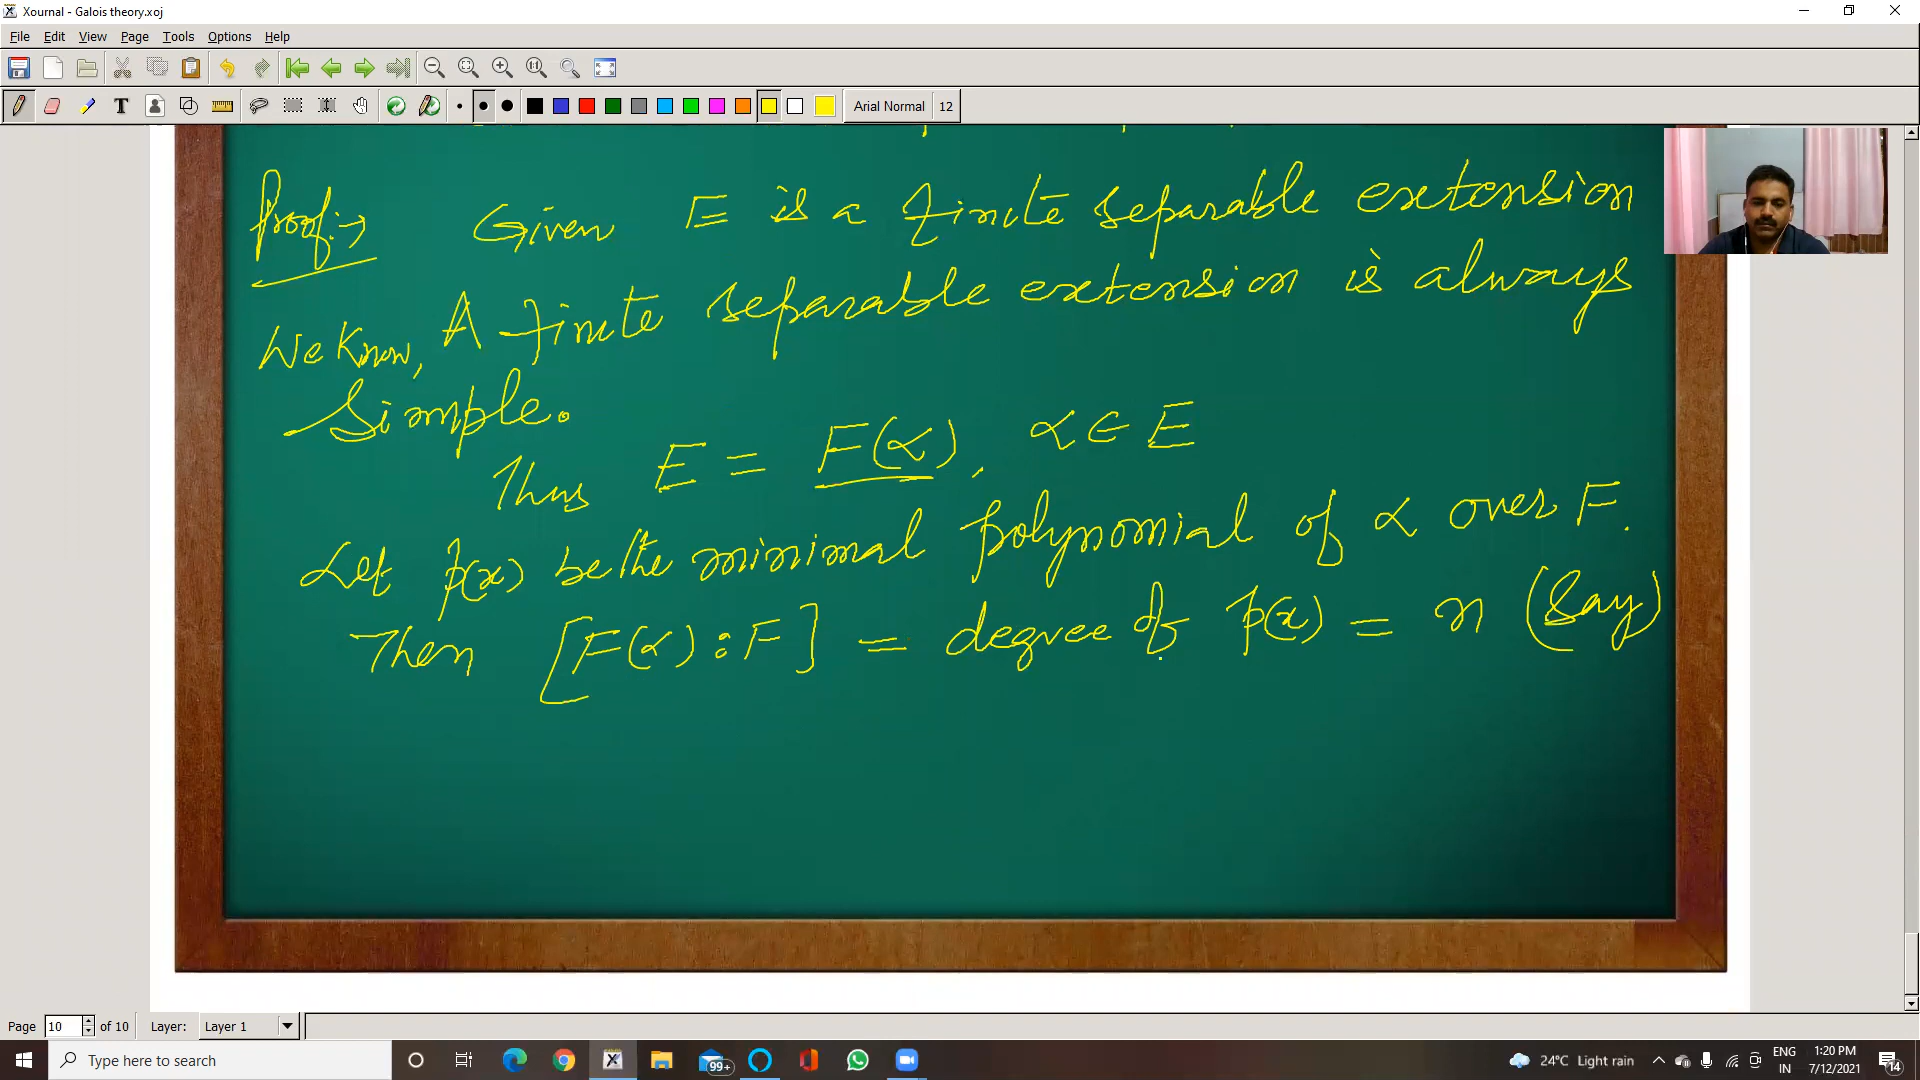 Xournal - Galois theory.xoj
File Edit View Page Tools Options Help
Arial Normal 12
Proof:→ Given E is a finite separable extension
We Know, A finite separable extension is always
Simple.
Thus E = F(α), α ∈ E
Let p(x) be the minimal polynomial of α over F.
Then [F(α) : F] = degree of p(x) = n (Say)
Page 10 of 10 Layer: Layer 1
Type here to search
99+
24°C Light rain
ENG
IN
1:20 PM
7/12/2021
14